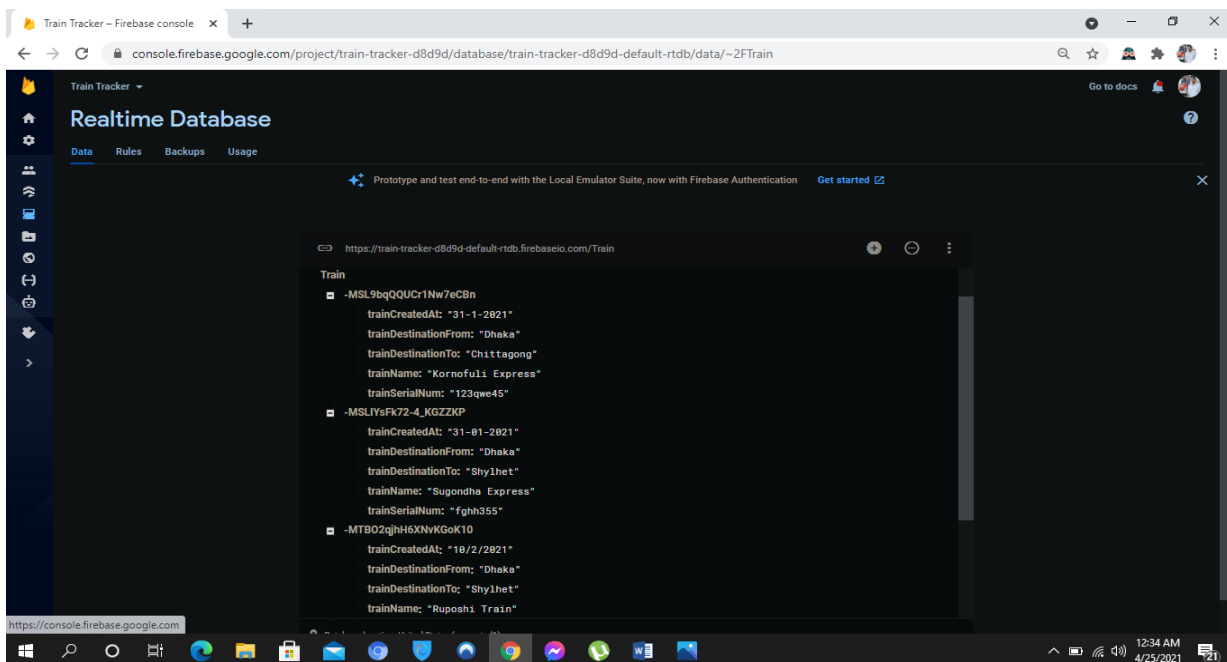 Train Tracker – Firebase console
console.firebase.google.com/project/train-tracker-d8d9d/database/train-tracker-d8d9d-default-rtdb/data/~2FTrain
Train Tracker
Go to docs
Realtime Database
Data Rules Backups Usage
Prototype and test end-to-end with the Local Emulator Suite, now with Firebase Authentication Get started
https://train-tracker-d8d9d-default-rtdb.firebaseio.com/Train
Train
-MSL9bqQQUCr1Nw7eCBn
trainCreatedAt: "31-1-2021"
trainDestinationFrom: "Dhaka"
trainDestinationTo: "Chittagong"
trainName: "Kornofuli Express"
trainSerialNum: "123qwe45"
-MSLIYsFk72-4_KGZZKP
trainCreatedAt: "31-01-2021"
trainDestinationFrom: "Dhaka"
trainDestinationTo: "Shylhet"
trainName: "Sugondha Express"
trainSerialNum: "fghh355"
-MTBO2qjhH6XNvKGoK10
trainCreatedAt: "10/2/2021"
trainDestinationFrom: "Dhaka"
trainDestinationTo: "Shylhet"
trainName: "Ruposhi Train"
https://console.firebase.google.com
12:34 AM
4/25/2021
21